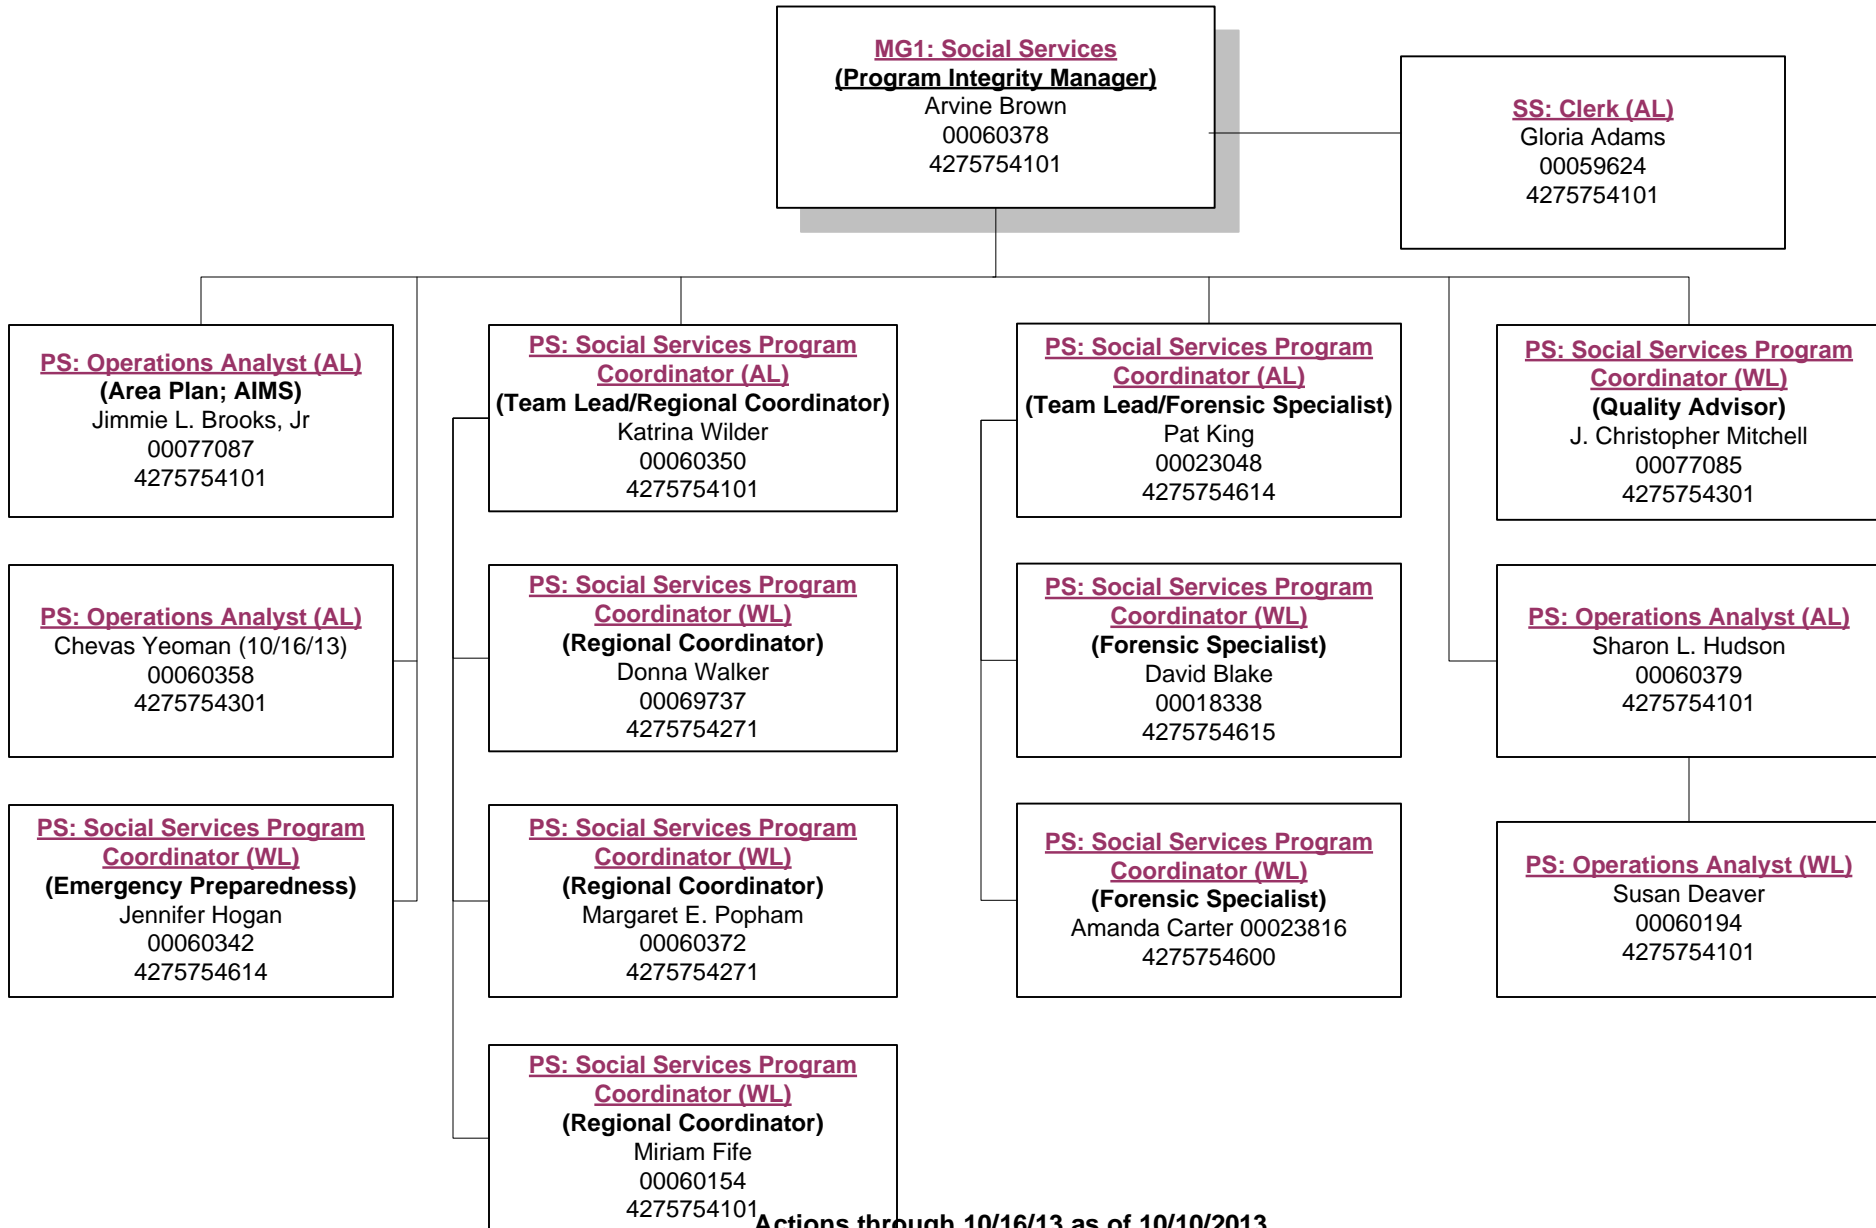 MG1: Social Services
(Program Integrity Manager)
Arvine Brown
00060378
4275754101
SS: Clerk (AL)
Gloria Adams
00059624
4275754101
PS: Operations Analyst (AL)
(Area Plan; AIMS)
Jimmie L. Brooks, Jr
00077087
4275754101
PS: Social Services Program
Coordinator (AL)
(Team Lead/Regional Coordinator)
Katrina Wilder
00060350
4275754101
PS: Social Services Program
Coordinator (AL)
(Team Lead/Forensic Specialist)
Pat King
00023048
4275754614
PS: Social Services Program
Coordinator (WL)
(Quality Advisor)
J. Christopher Mitchell
00077085
4275754301
PS: Operations Analyst (AL)
Chevas Yeoman (10/16/13)
00060358
4275754301
PS: Social Services Program
Coordinator (WL)
(Regional Coordinator)
Donna Walker
00069737
4275754271
PS: Social Services Program
Coordinator (WL)
(Forensic Specialist)
David Blake
00018338
4275754615
PS: Operations Analyst (AL)
Sharon L. Hudson
00060379
4275754101
PS: Social Services Program
Coordinator (WL)
(Emergency Preparedness)
Jennifer Hogan
00060342
4275754614
PS: Social Services Program
Coordinator (WL)
(Regional Coordinator)
Margaret E. Popham
00060372
4275754271
PS: Social Services Program
Coordinator (WL)
(Forensic Specialist)
Amanda Carter 00023816
4275754600
PS: Operations Analyst (WL)
Susan Deaver
00060194
4275754101
PS: Social Services Program
Coordinator (WL)
(Regional Coordinator)
Miriam Fife
00060154
4275754101
Actions through 10/16/13 as of 10/10/2013